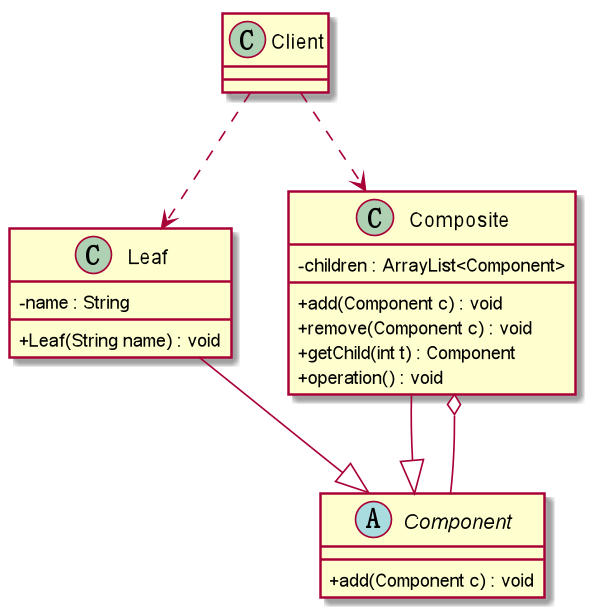 C Client
C Leaf
-name : String
+Leaf(String name) : void
C Composite
-children : ArrayList<Component>
+add(Component c) : void
+remove(Component c) : void
+getChild(int t) : Component
+operation() : void
A Component
+add(Component c) : void